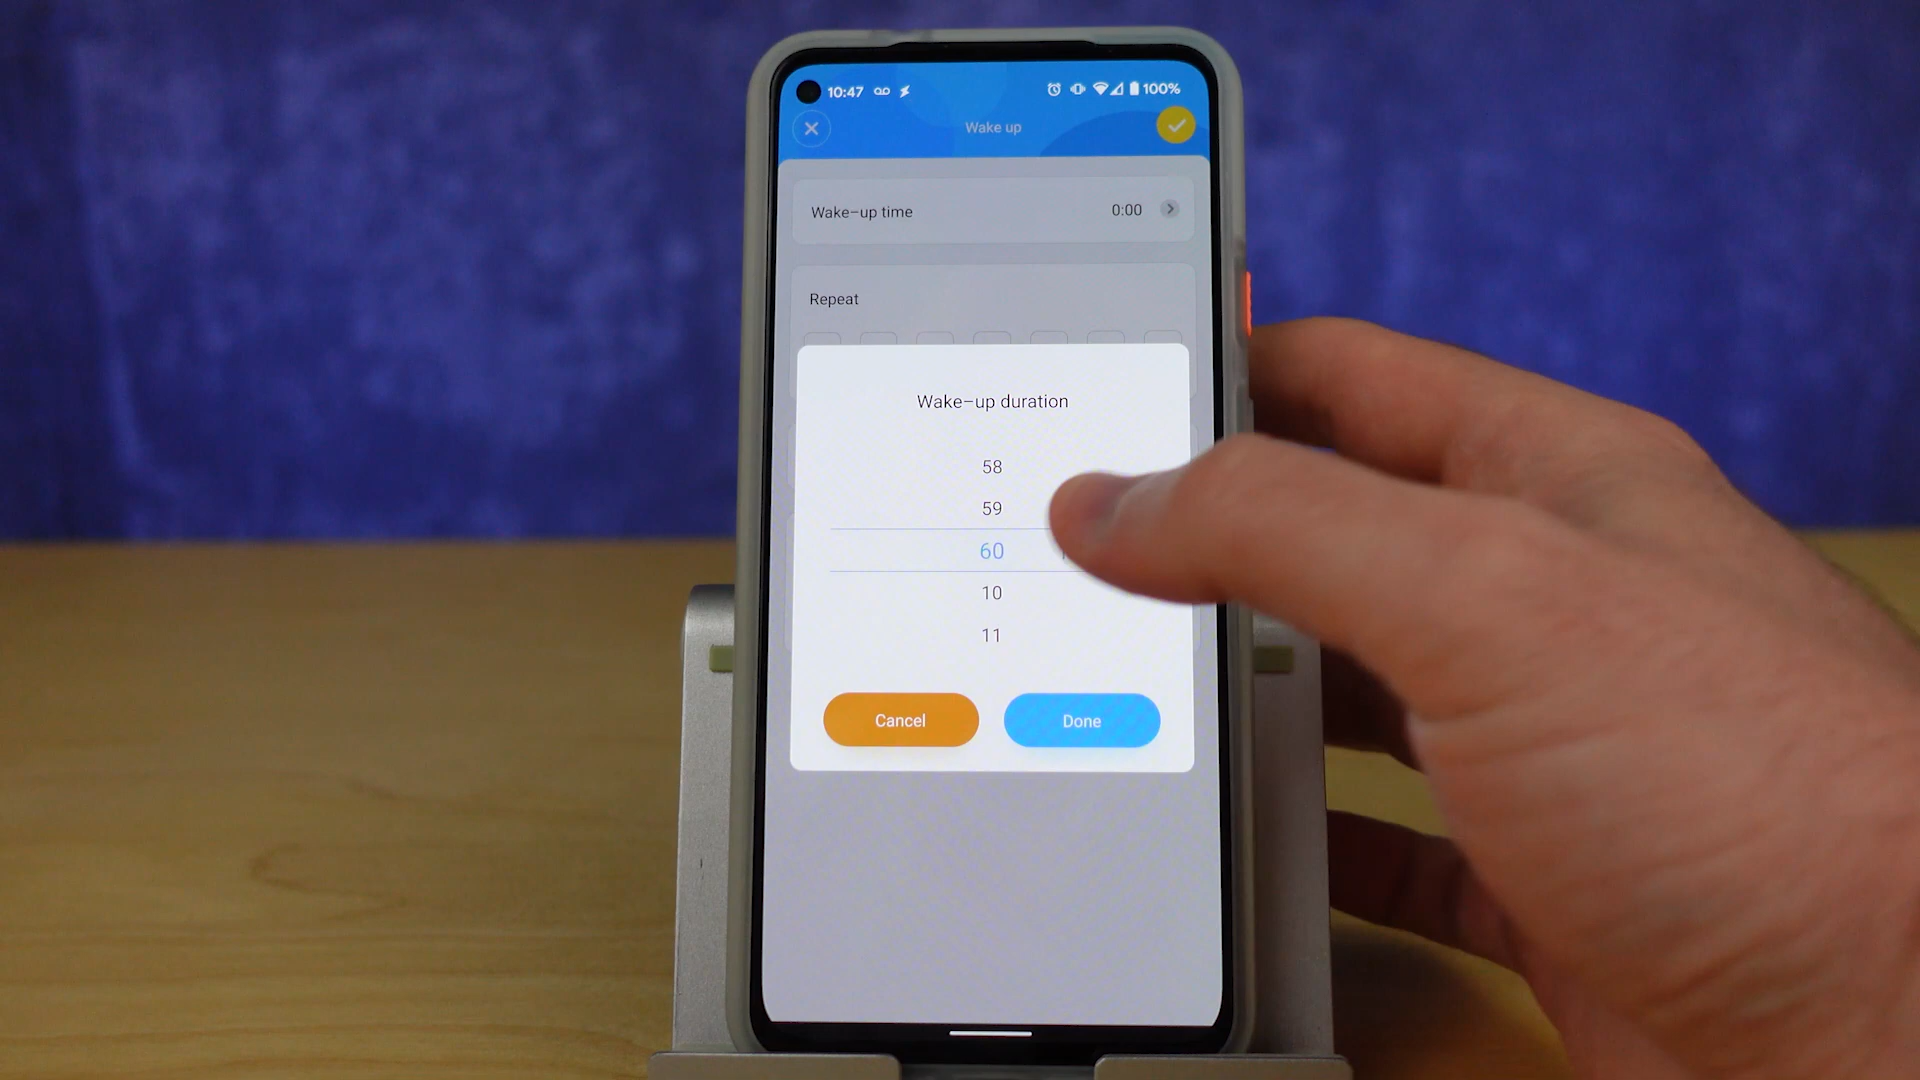 10:47 100%
Wake up
Wake-up time 0:00
Repeat
Wake-up duration
58
59
60
10
11
Cancel Done